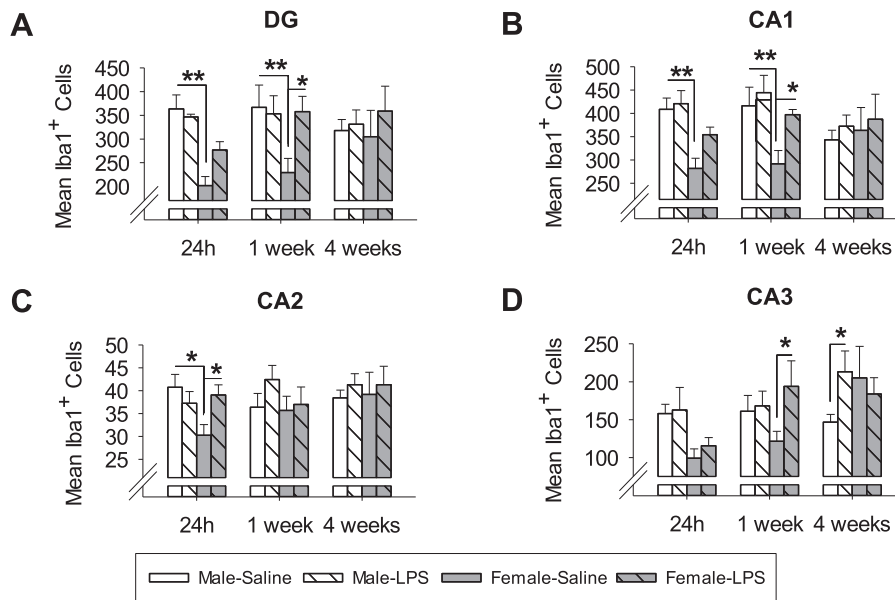 A
DG
Mean Iba1⁺ Cells
450
400
350
300
250
200
**
**
*
24h 1 week 4 weeks
B
CA1
Mean Iba1⁺ Cells
500
450
400
350
300
250
**
**
*
24h 1 week 4 weeks
C
CA2
Mean Iba1⁺ Cells
50
45
40
35
30
25
*
*
24h 1 week 4 weeks
D
CA3
Mean Iba1⁺ Cells
250
200
150
100
*
*
24h 1 week 4 weeks
Male-Saline Male-LPS Female-Saline Female-LPS